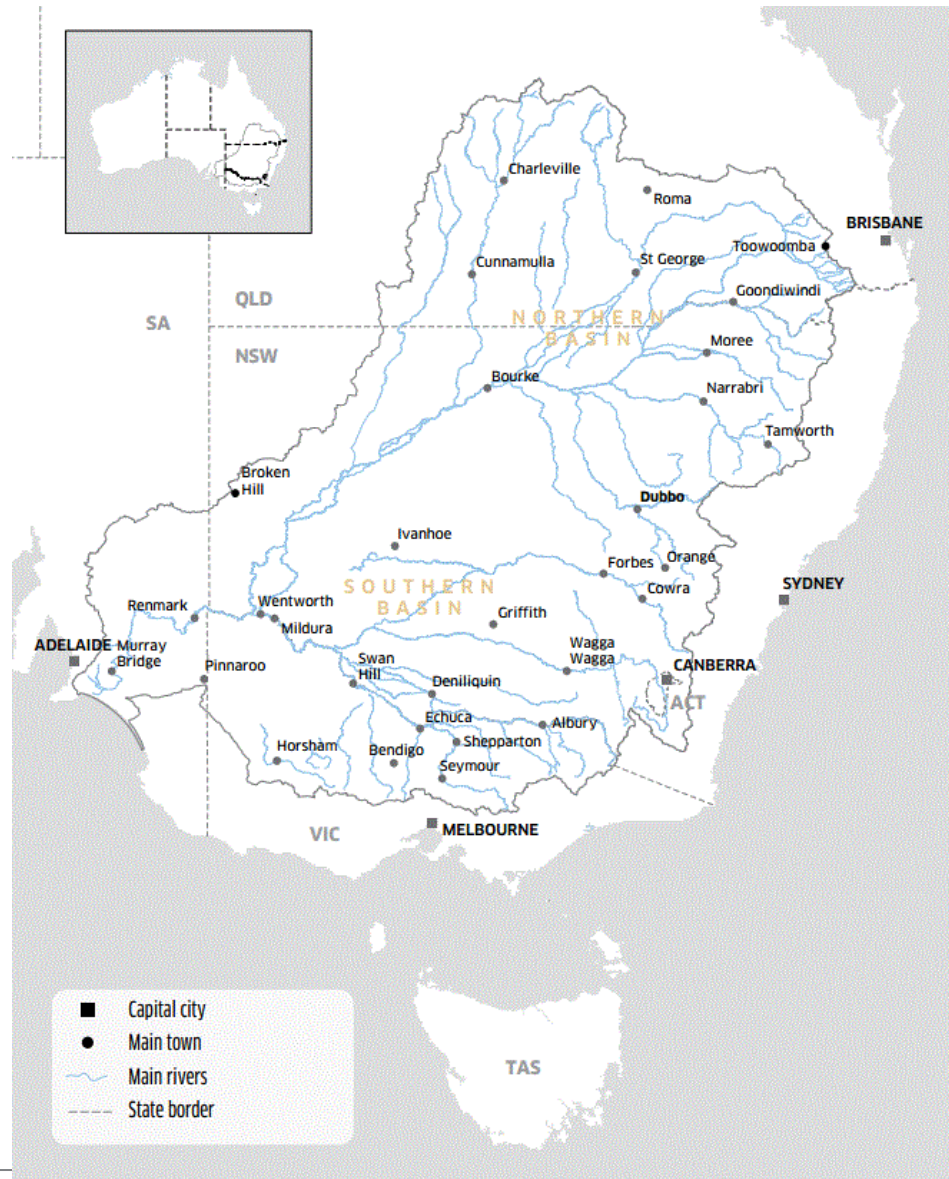 Charleville
Roma
BRISBANE
Toowoomba
Cunnamulla
St George
Goondiwindi
QLD
SA
NORTHERN
BASIN
NSW
Moree
Bourke
Narrabri
Tamworth
Broken
Hill
Dubbo
Ivanhoe
Forbes
Orange
SOUTHERN
BASIN
Cowra
SYDNEY
Renmark
Wentworth
Griffith
Mildura
ADELAIDE
Murray
Bridge
Wagga
Wagga
Pinnaroo
Swan
Hill
CANBERRA
Deniliquin
ACT
Echuca
Albury
Horsham
Bendigo
Shepparton
Seymour
VIC
MELBOURNE
TAS
Capital city
Main town
Main rivers
State border